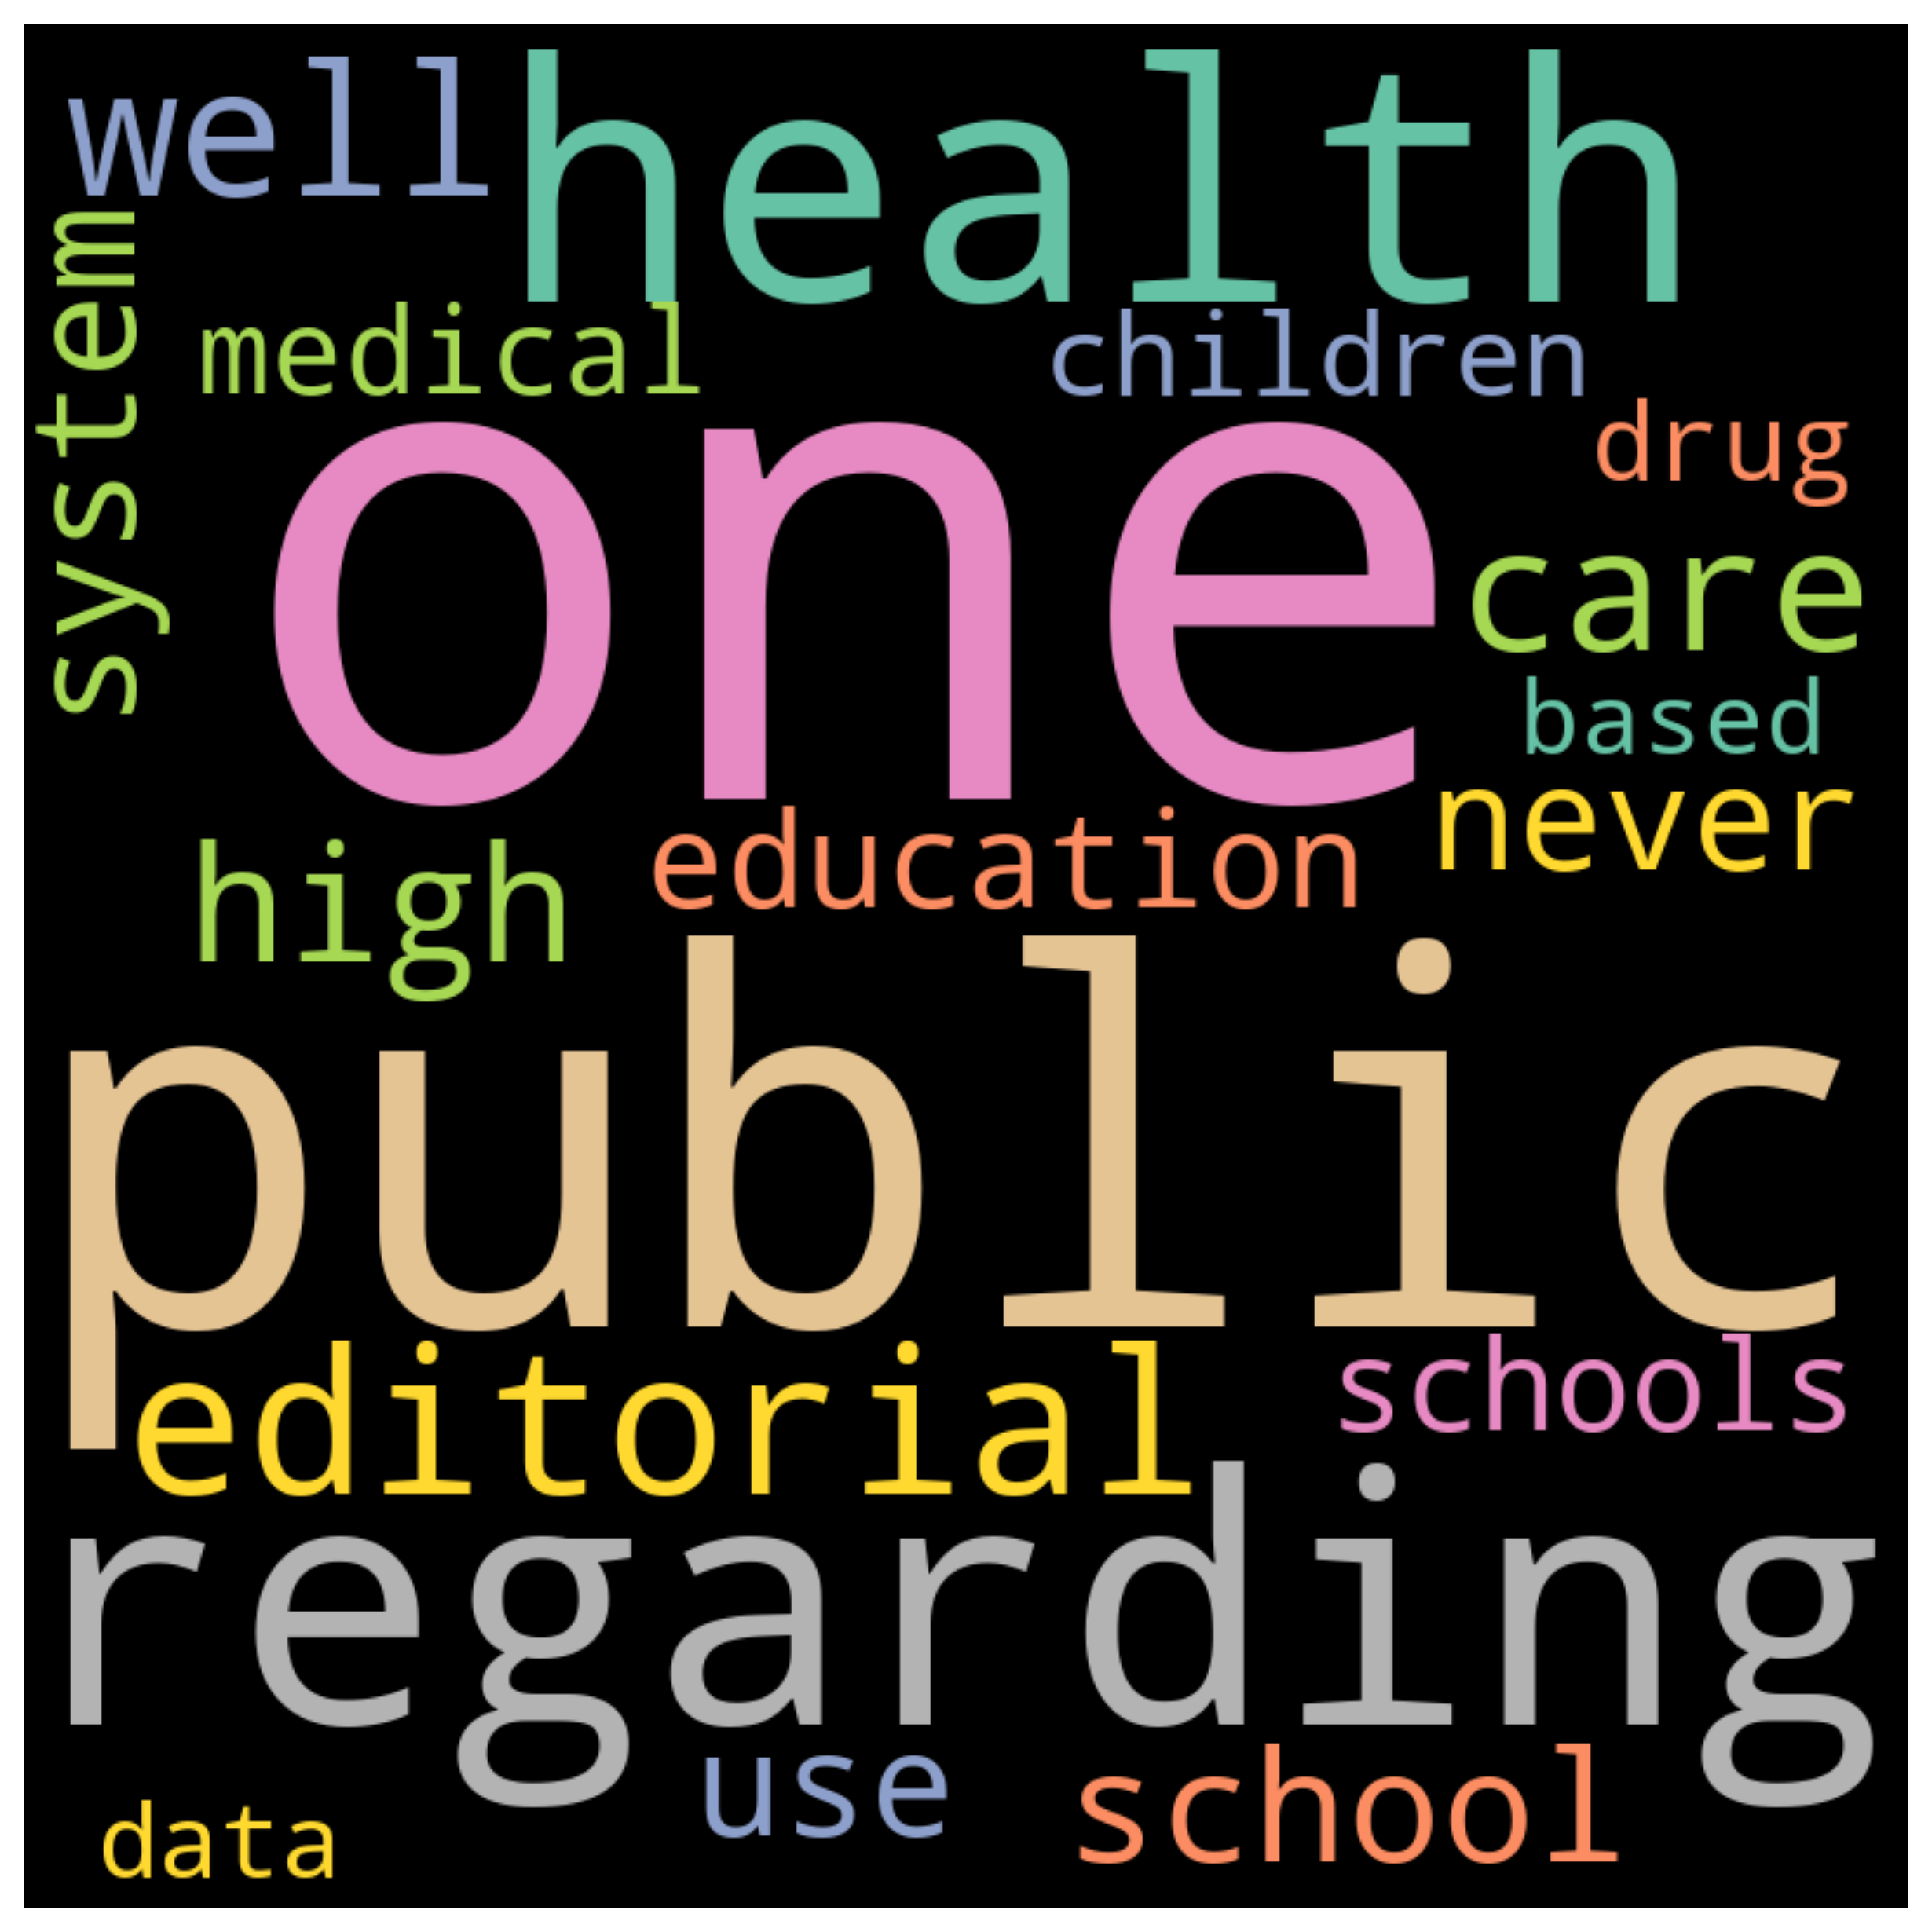 well
health
system
medical
children
one
drug
care
based
never
education
high
public
editorial
schools
regarding
use
school
data